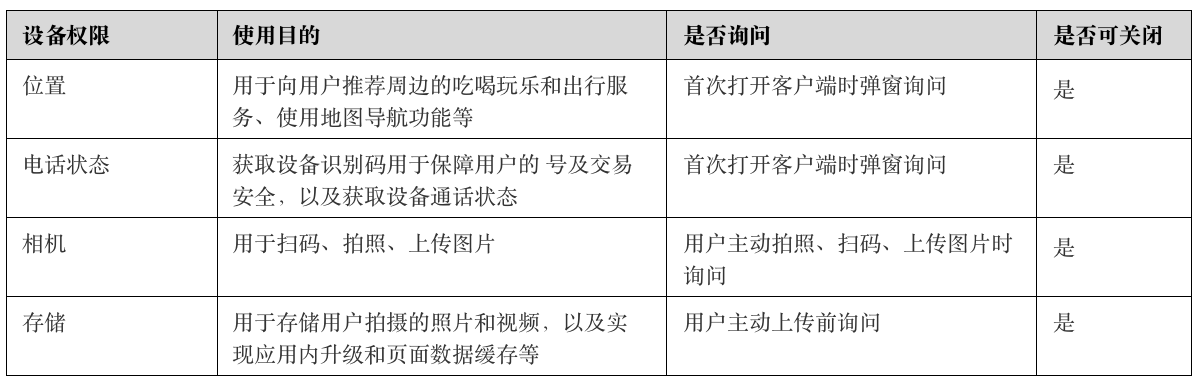 设备权限 使用目的 是否询问 是否可关闭
位置 用于向用户推荐周边的吃喝玩乐和出行服 首次打开客户端时弹窗询问 是
务、使用地图导航功能等
电话状态 获取设备识别码用于保障用户的 号及交易 首次打开客户端时弹窗询问 是
安全，以及获取设备通话状态
相机 用于扫码、拍照、上传图片 用户主动拍照、扫码、上传图片时 是
询问
存储 用于存储用户拍摄的照片和视频，以及实 用户主动上传前询问 是
现应用内升级和页面数据缓存等